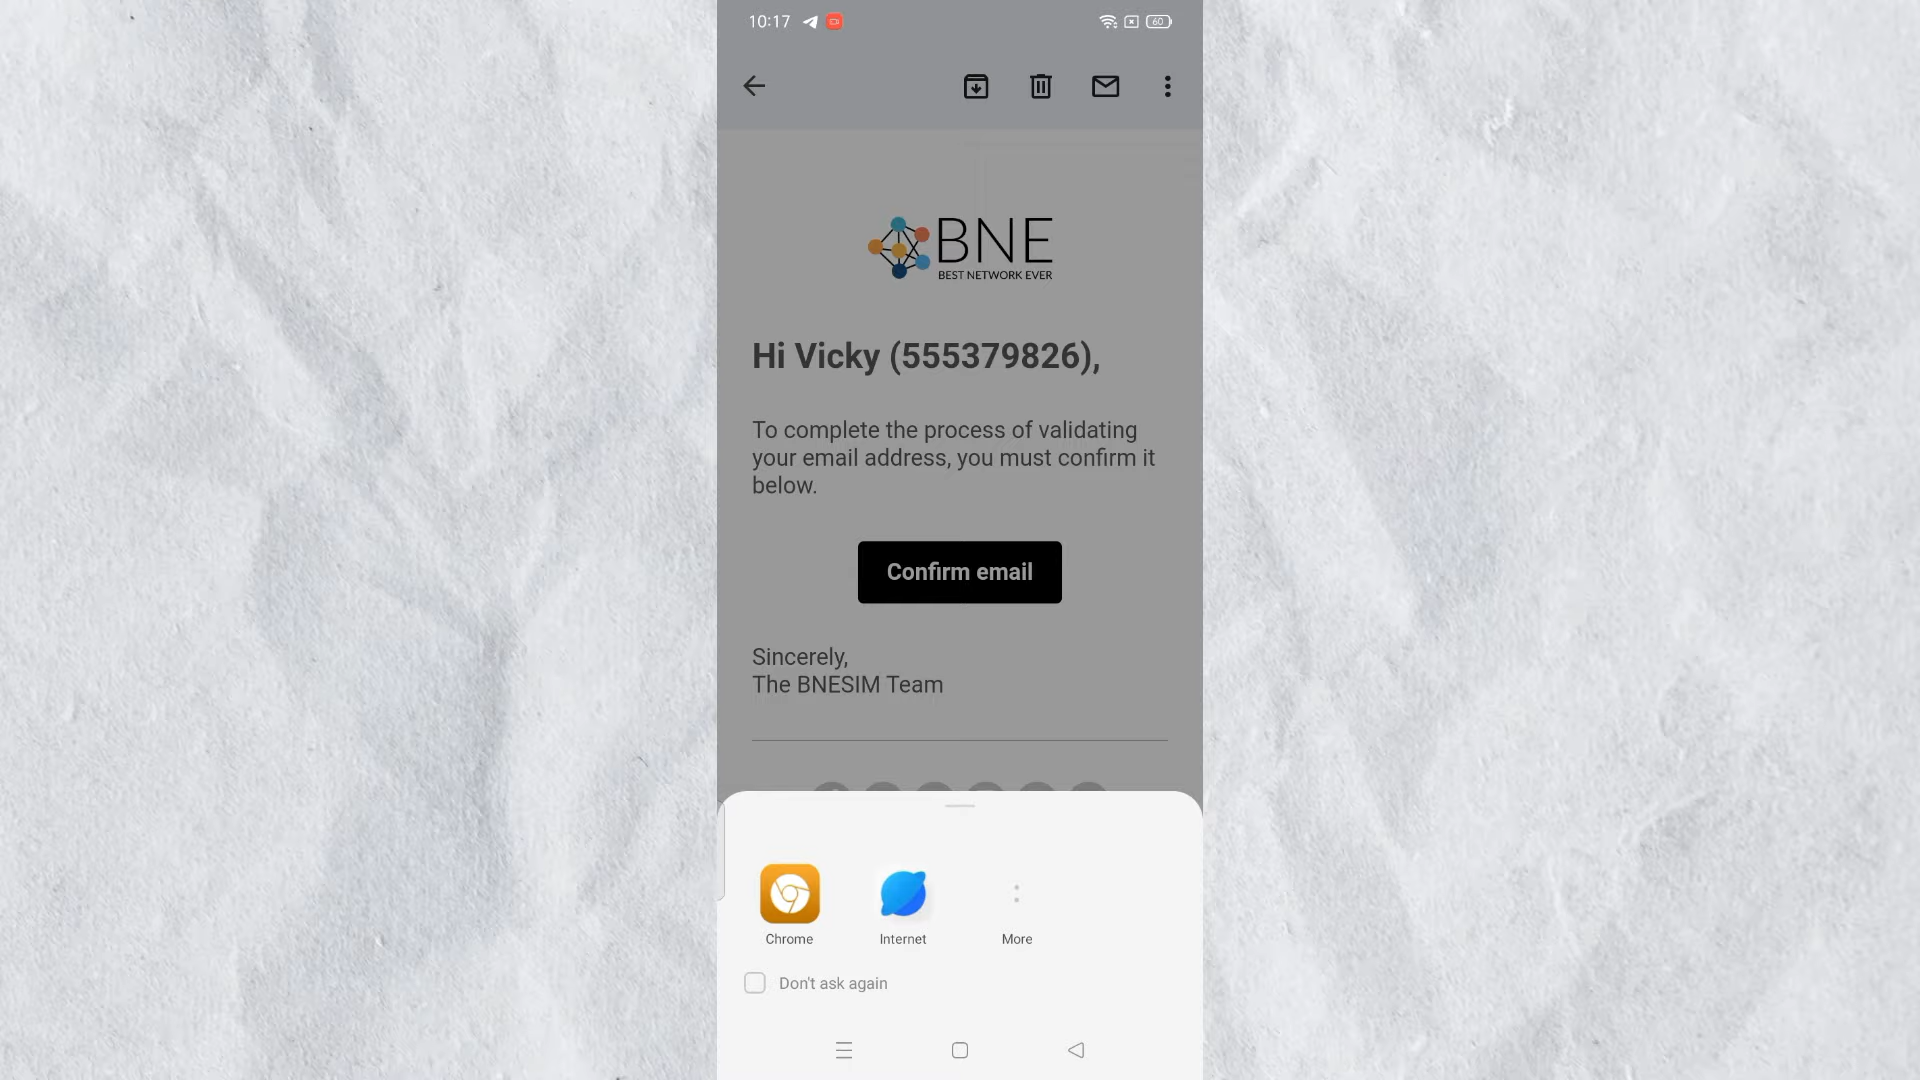 10:17
60
BNE
BEST NETWORK EVER
Hi Vicky (555379826),
To complete the process of validating
your email address, you must confirm it
below.
Confirm email
Sincerely,
The BNESIM Team
Chrome
Internet
More
Don't ask again